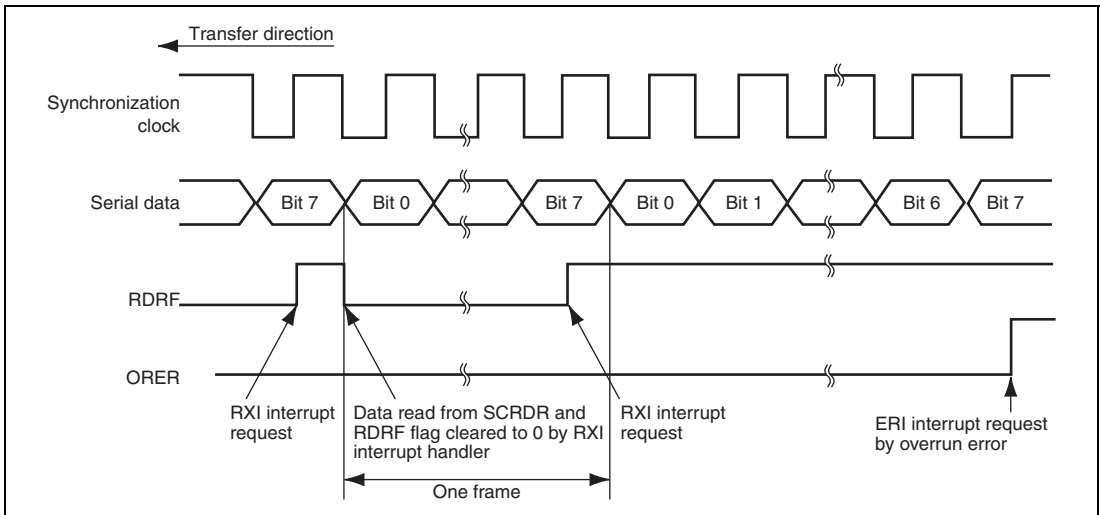 Transfer direction
Synchronization
clock
Serial data
Bit 7
Bit 0
Bit 7
Bit 0
Bit 1
Bit 6
Bit 7
RDRF
ORER
RXI interrupt
request
Data read from SCRDR and
RDRF flag cleared to 0 by RXI
interrupt handler
RXI interrupt
request
ERI interrupt request
by overrun error
One frame